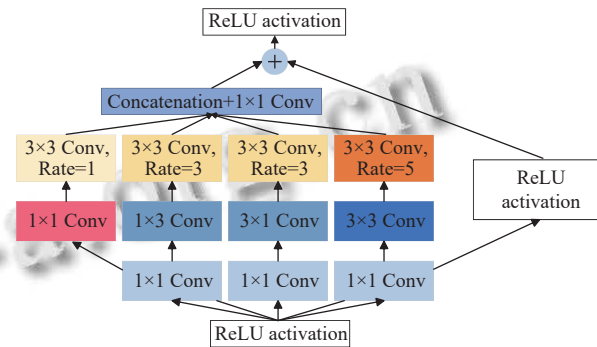 ReLU activation
+
Concatenation+1×1 Conv
3×3 Conv,
Rate=1
3×3 Conv,
Rate=3
3×3 Conv,
Rate=3
3×3 Conv,
Rate=5
ReLU
activation
1×1 Conv
1×3 Conv
3×1 Conv
3×3 Conv
1×1 Conv
1×1 Conv
1×1 Conv
ReLU activation